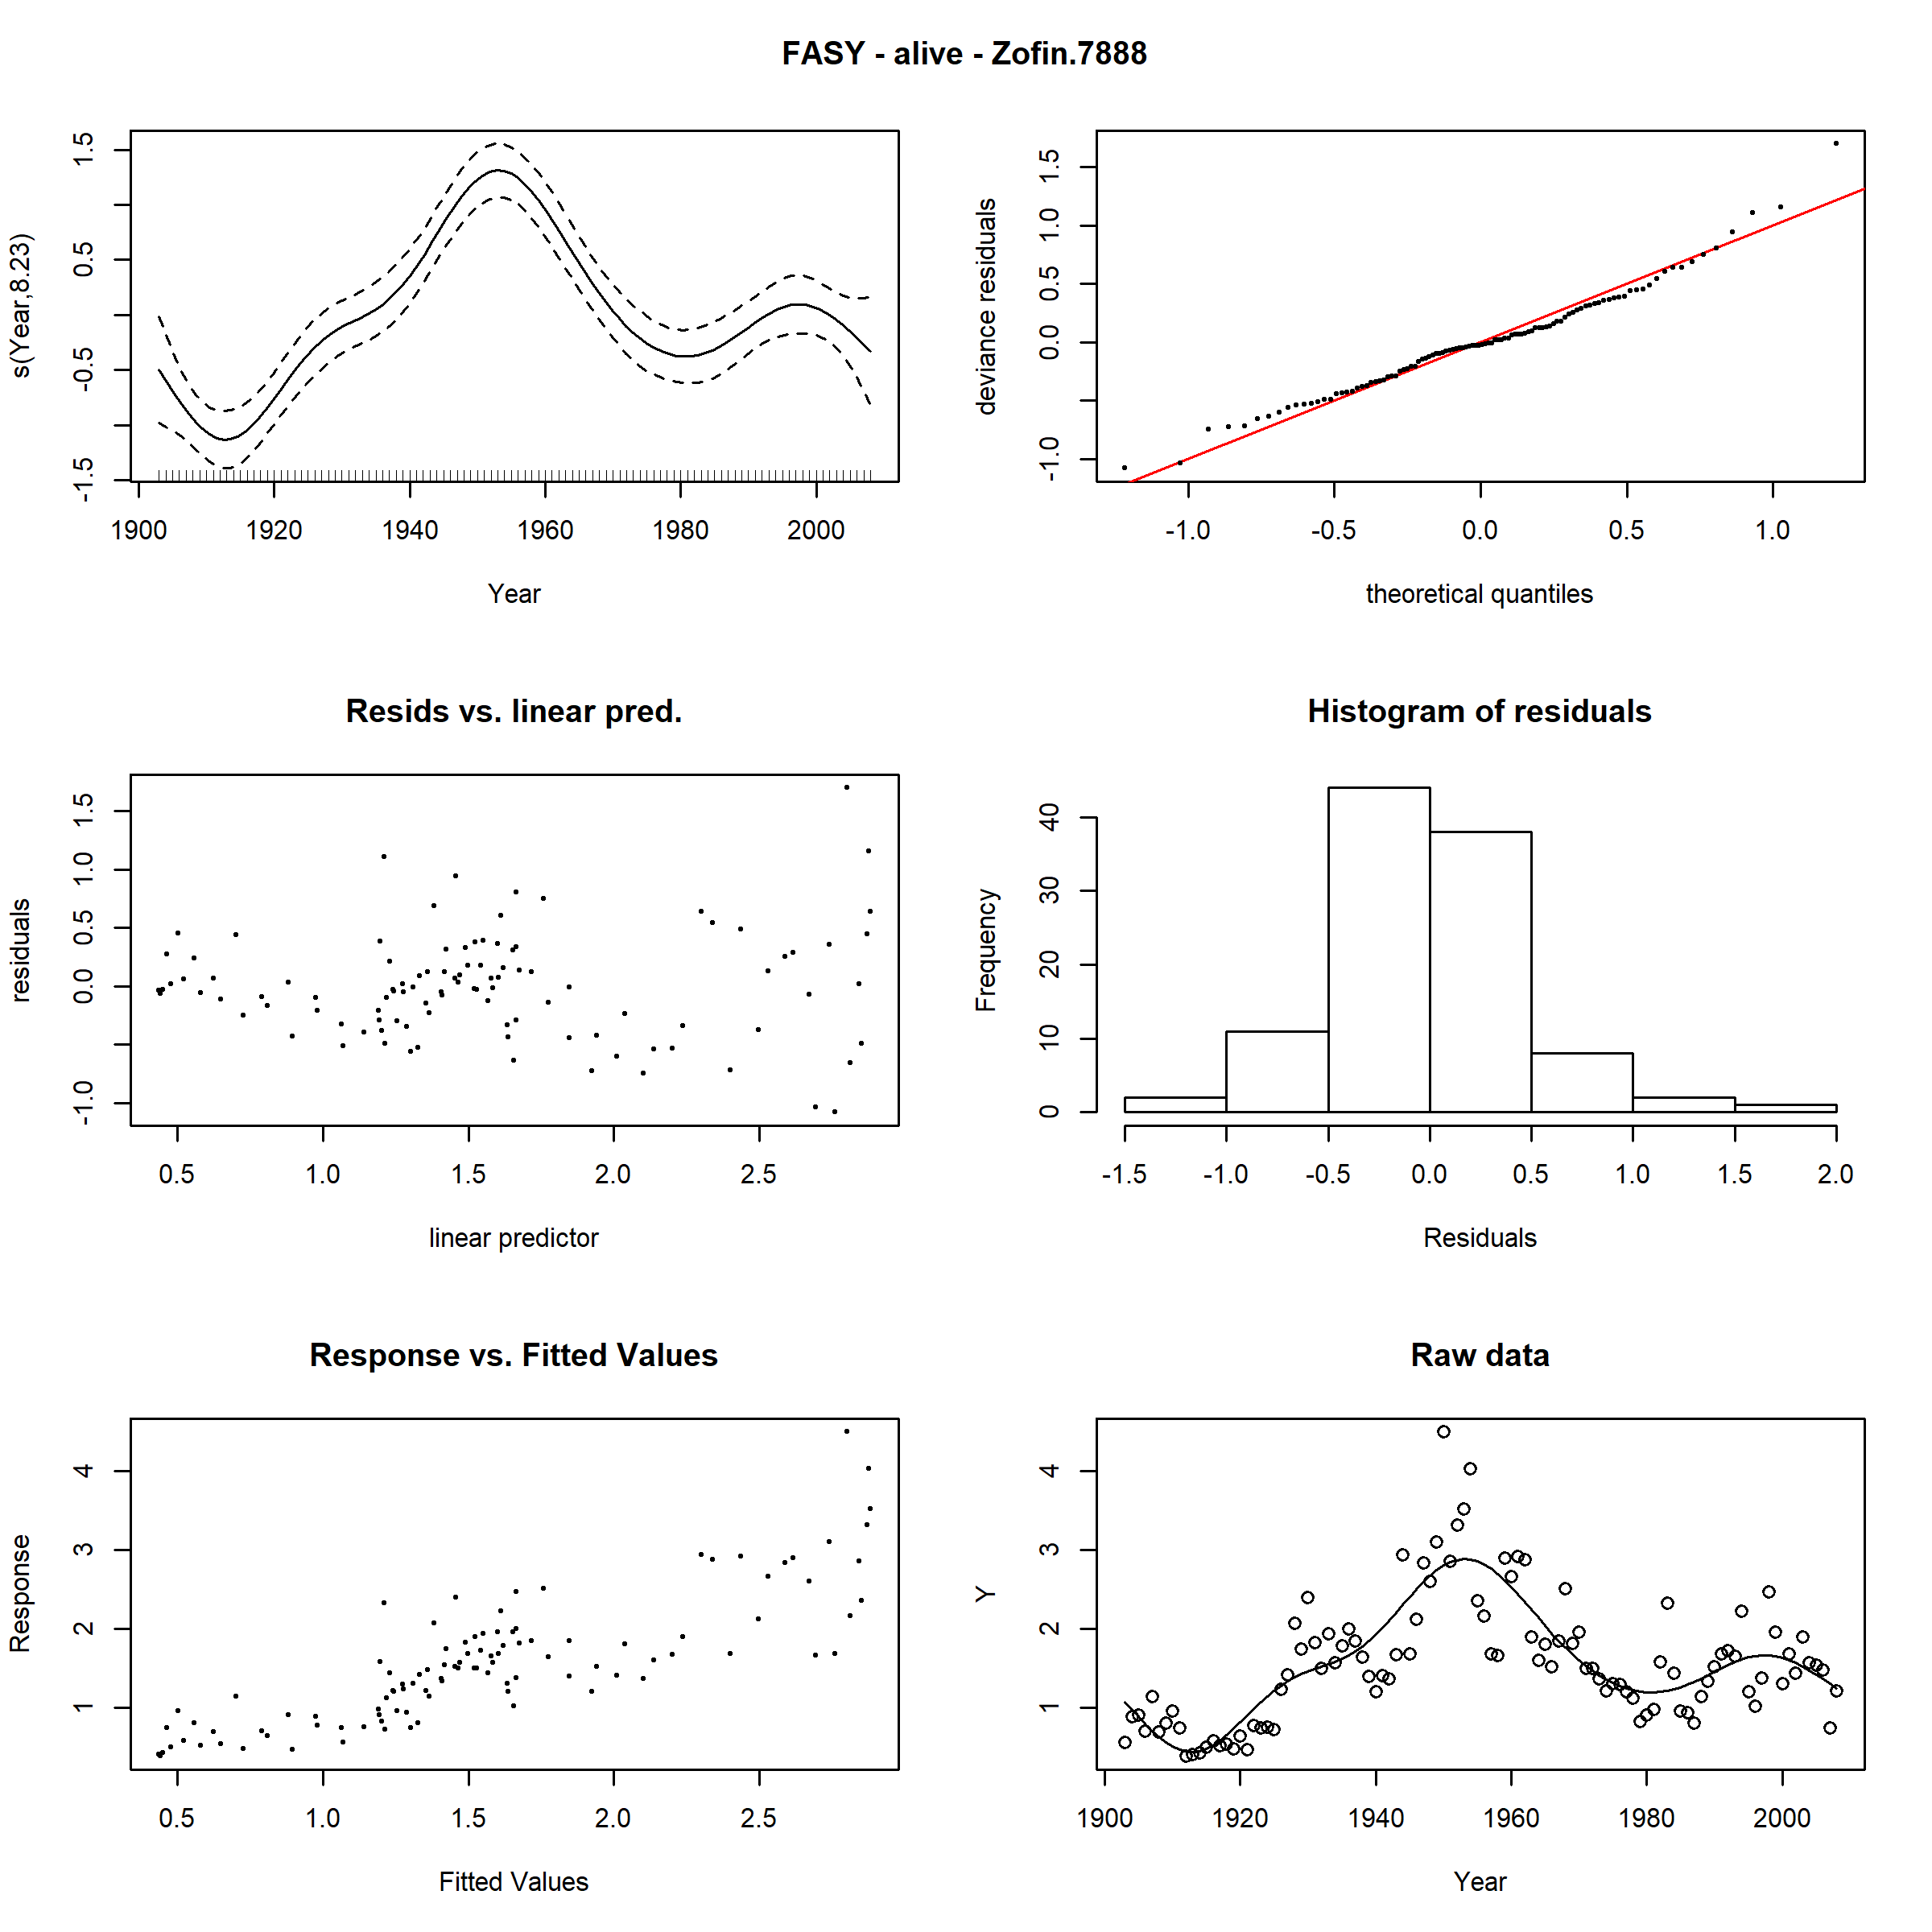 FASY - alive - Zofin.7888
s(Year,8.23)
1.5
0.5
-0.5
-1.5
1900 1920 1940 1960 1980 2000
Year
deviance residuals
1.5
1.0
0.5
0.0
-1.0
-1.0 -0.5 0.0 0.5 1.0
theoretical quantiles
Resids vs. linear pred.
residuals
1.5
1.0
0.5
0.0
-1.0
0.5 1.0 1.5 2.0 2.5
linear predictor
Histogram of residuals
Frequency
40
30
20
10
0
-1.5 -1.0 -0.5 0.0 0.5 1.0 1.5 2.0
Residuals
Response vs. Fitted Values
Response
4
3
2
1
0.5 1.0 1.5 2.0 2.5
Fitted Values
Raw data
Y
4
3
2
1
1900 1920 1940 1960 1980 2000
Year